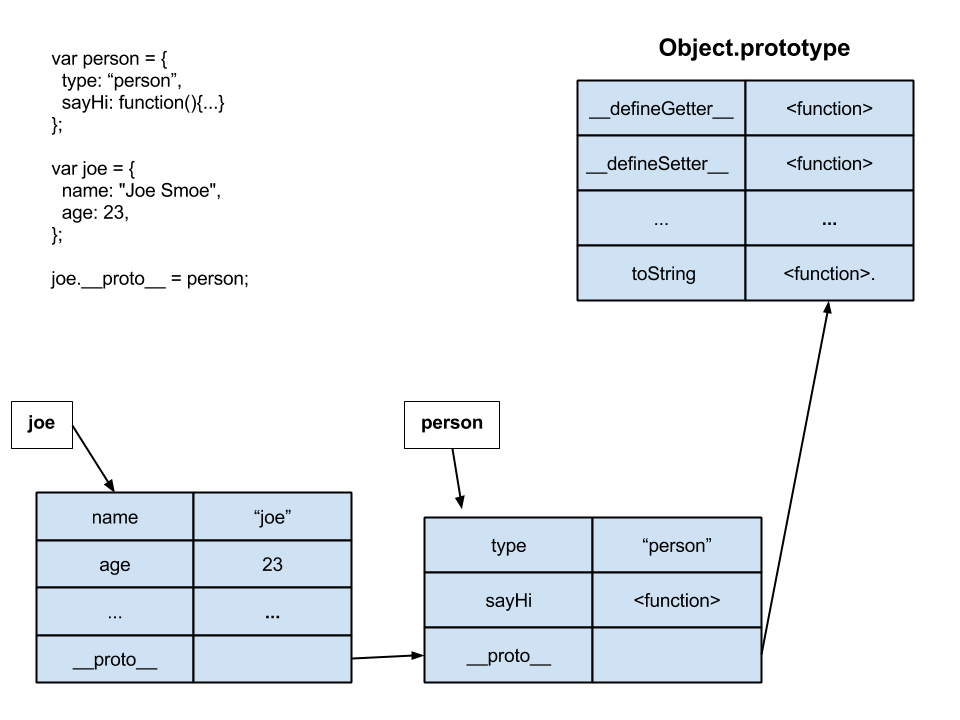 var person = {
type: “person”,
sayHi: function(){...}
};
var joe = {
name: "Joe Smoe",
age: 23,
};
joe.__proto__ = person;
Object.prototype
__defineGetter__ <function>
__defineSetter__ <function>
... ...
toString <function>.
joe
name “joe”
age 23
... ...
__proto__
person
type “person”
sayHi <function>
__proto__